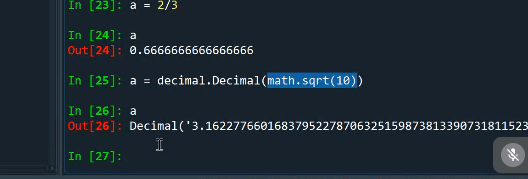 In [23]: a = 2/3
In [24]: a
Out[24]: 0.6666666666666666
In [25]: a = decimal.Decimal(math.sqrt(10))
In [26]: a
Out[26]: Decimal('3.16227766016837952278706325159873813390731811523
In [27]: